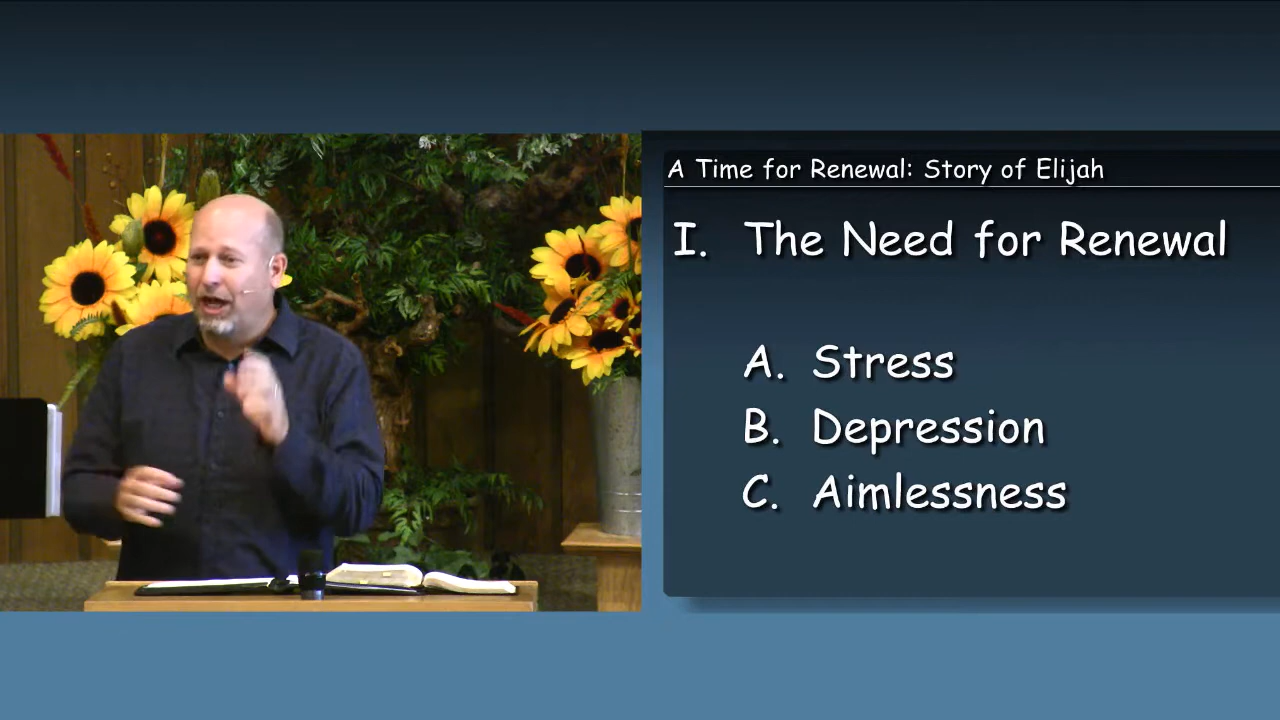 A Time for Renewal: Story of Elijah
I. The Need for Renewal
A. Stress
B. Depression
C. Aimlessness